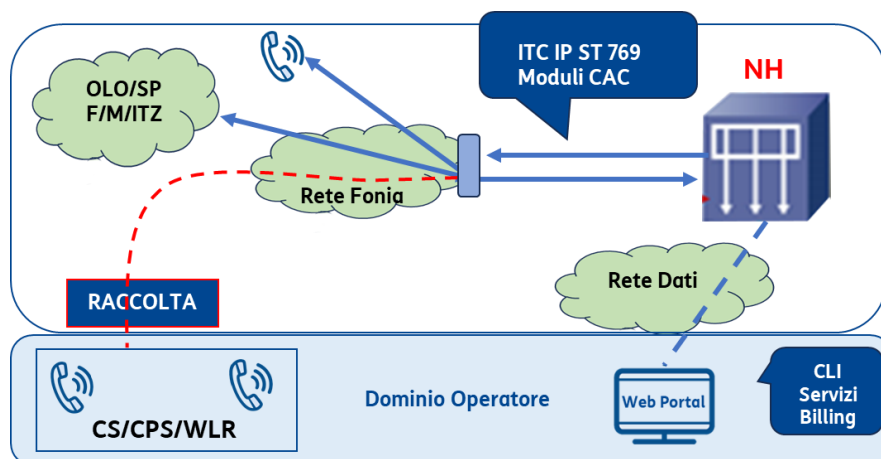 ITC IP ST 769
Moduli CAC
NH
OLO/SP
F/M/ITZ
Rete Fonia
Rete Dati
RACCOLTA
CS/CPS/WLR
Dominio Operatore
Web Portal
CLI
Servizi
Billing